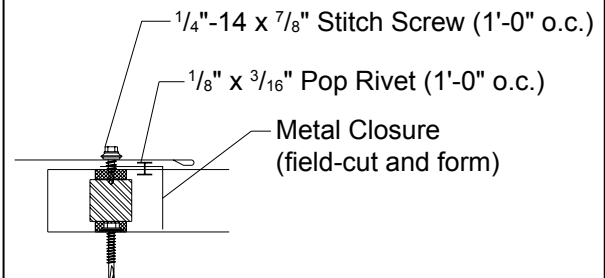 1/4"-14 x 7/8" Stitch Screw (1'-0" o.c.)
1/8" x 3/16" Pop Rivet (1'-0" o.c.)
Metal Closure
(field-cut and form)